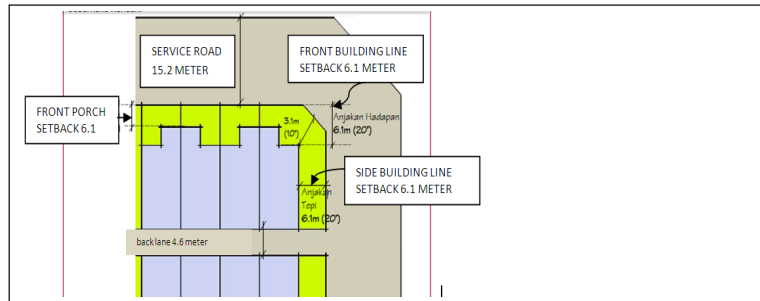 SERVICE ROAD
15.2 METER
FRONT BUILDING LINE
SETBACK 6.1 METER
FRONT PORCH
SETBACK 6.1
3.1m
(10')
Anjakan Hadapan
6.1m (20')
SIDE BUILDING LINE
SETBACK 6.1 METER
Anjakan
Tepi
6.1m (20')
back lane 4.6 meter